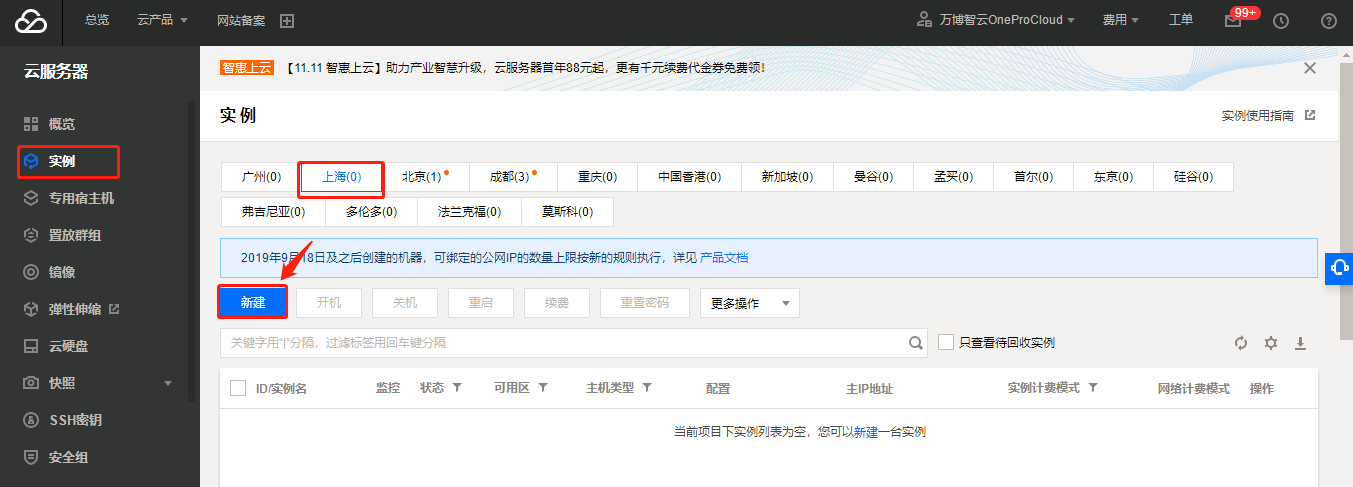 总览 云产品 网站备案 万博智云OneProCloud 费用 工单 99+
云服务器
概览
实例
专用宿主机
置放群组
镜像
弹性伸缩
云硬盘
快照
SSH密钥
安全组
智惠上云 【11.11 智惠上云】助力产业智慧升级，云服务器首年88元起，更有千元续费代金券免费领！
实例 实例使用指南
广州(0) 上海(0) 北京(1) 成都(3) 重庆(0) 中国香港(0) 新加坡(0) 曼谷(0) 孟买(0) 首尔(0) 东京(0) 硅谷(0)
弗吉尼亚(0) 多伦多(0) 法兰克福(0) 莫斯科(0)
2019年9月18日及之后创建的机器，可绑定的公网IP的数量上限按新的规则执行，详见 产品文档
新建 开机 关机 重启 续费 重置密码 更多操作
关键字用"|"分隔，过滤标签用回车键分隔 只查看待回收实例
ID/实例名 监控 状态 可用区 主机类型 配置 主IP地址 实例计费模式 网络计费模式 操作
当前项目下实例列表为空，您可以新建一台实例